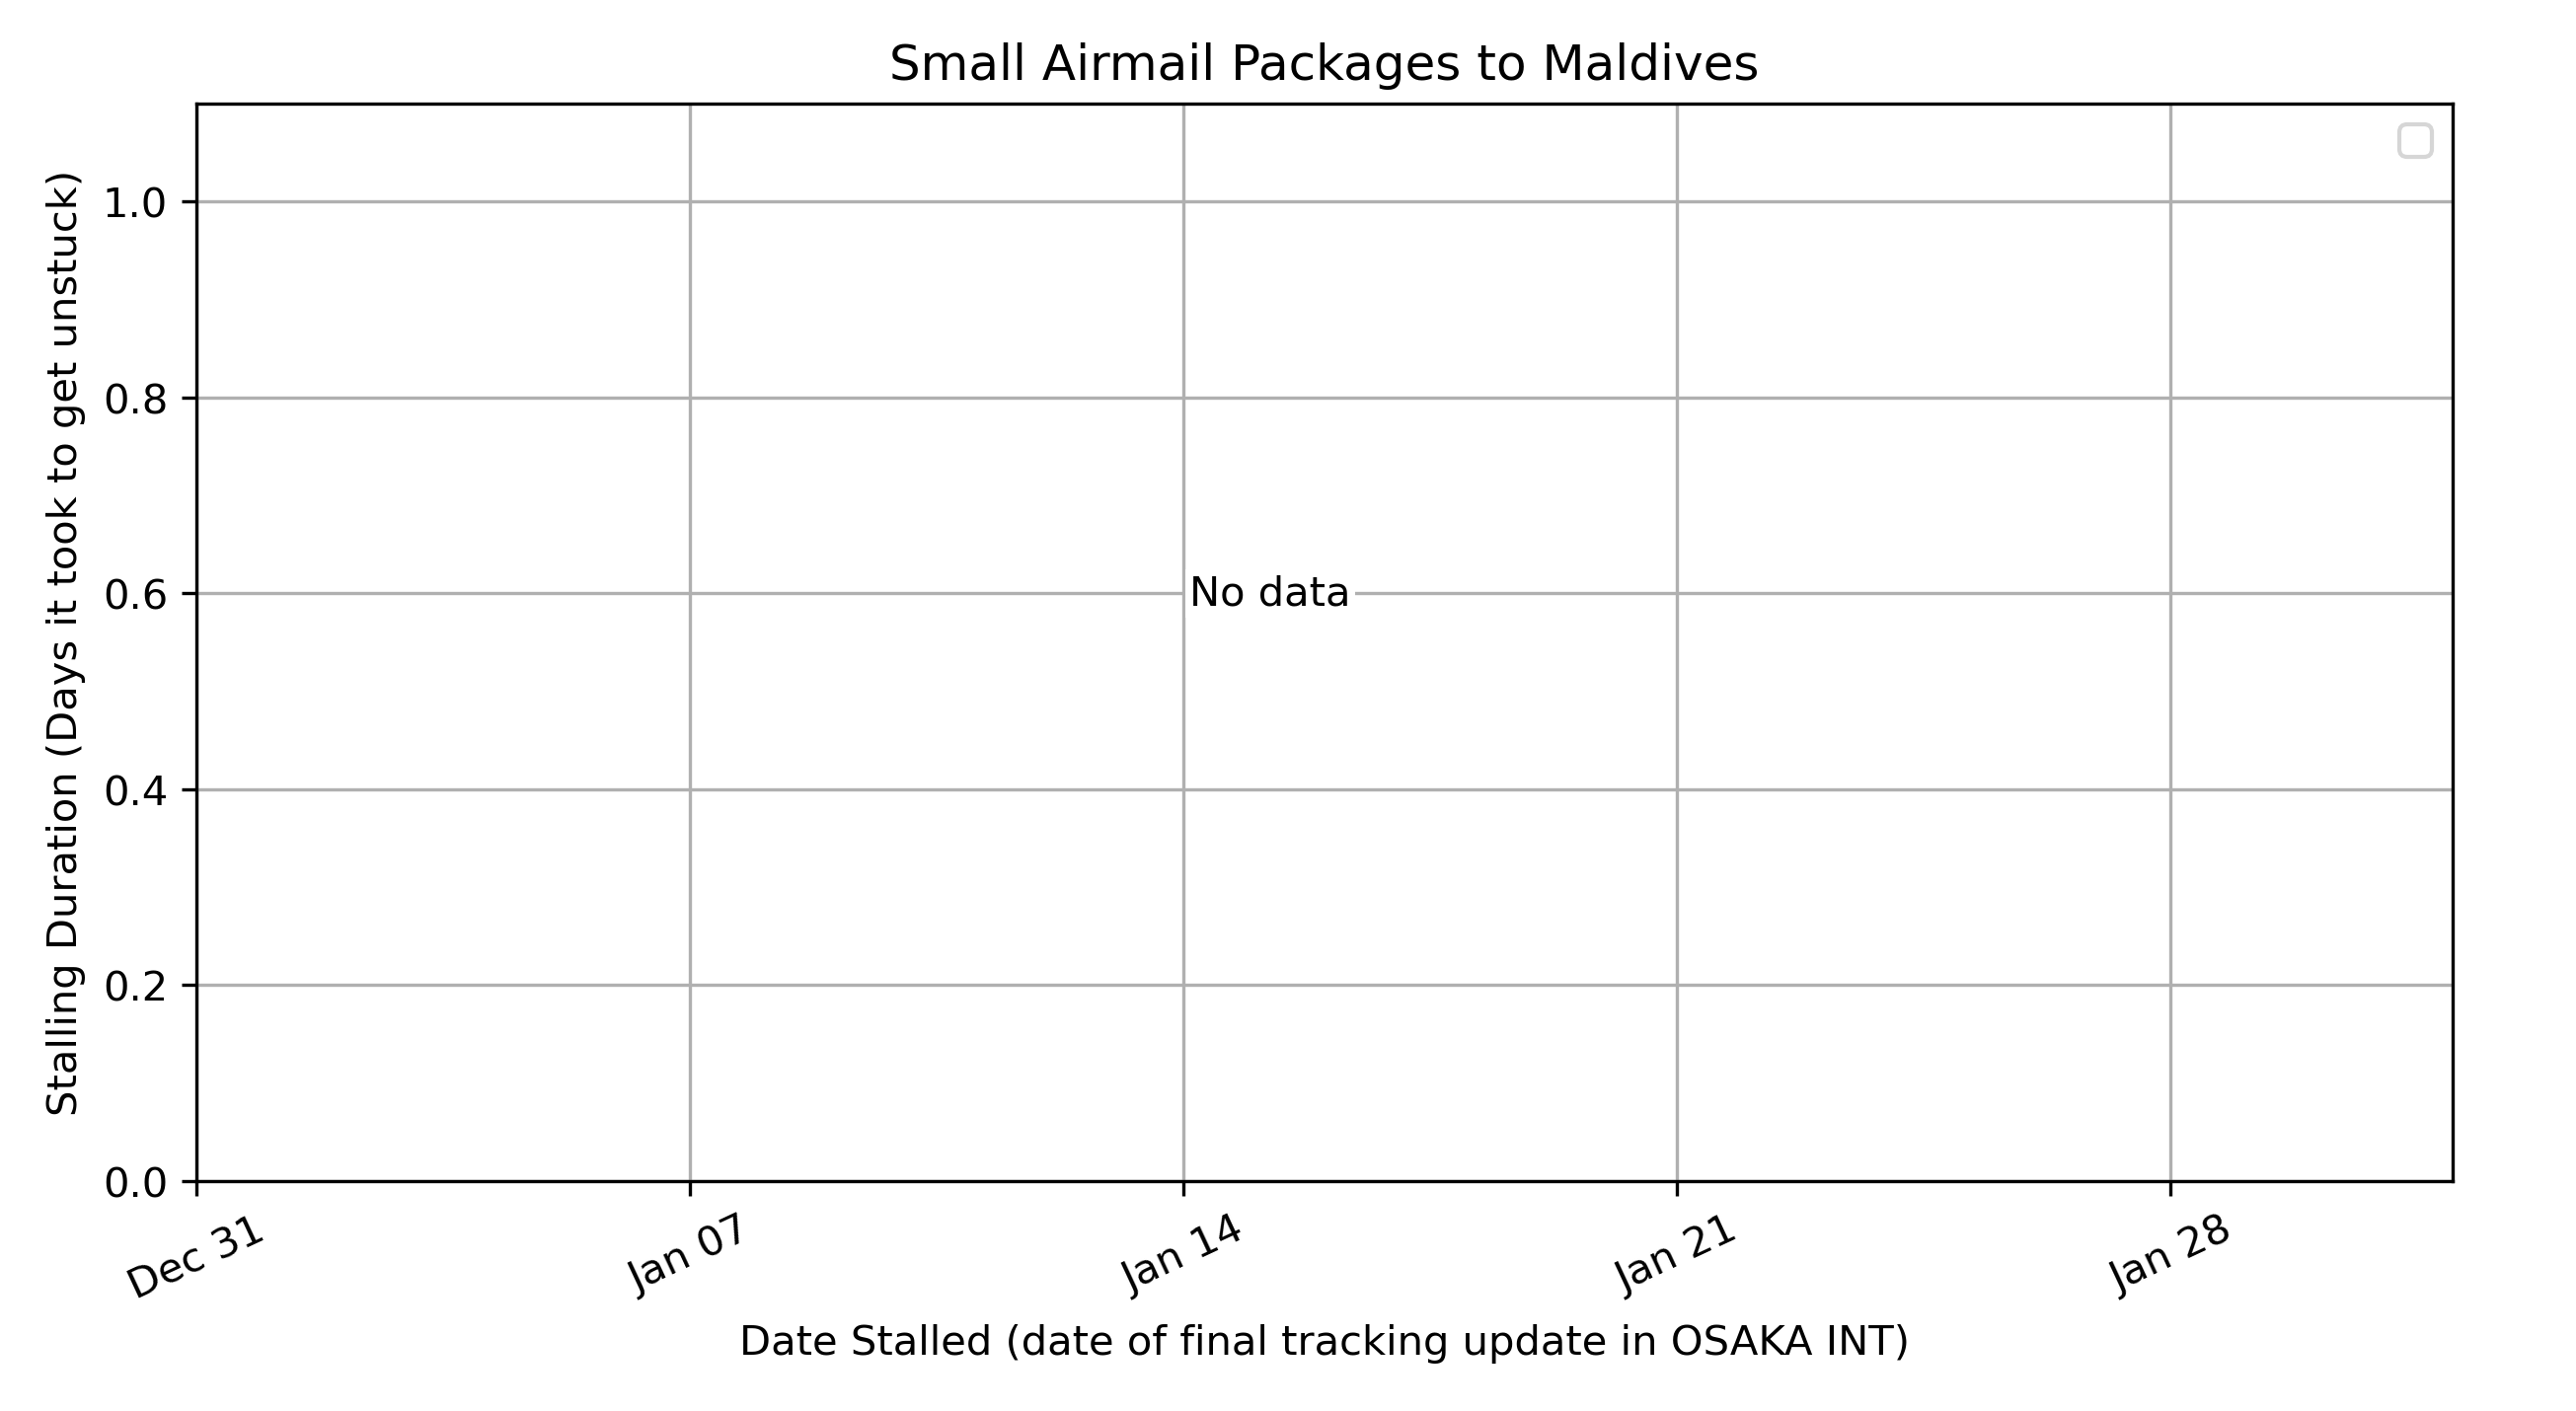 Small Airmail Packages to Maldives
Stalling Duration (Days it took to get unstuck)
1.0
0.8
0.6
0.4
0.2
0.0
No data
Dec 31
Jan 07
Jan 14
Jan 21
Jan 28
Date Stalled (date of final tracking update in OSAKA INT)